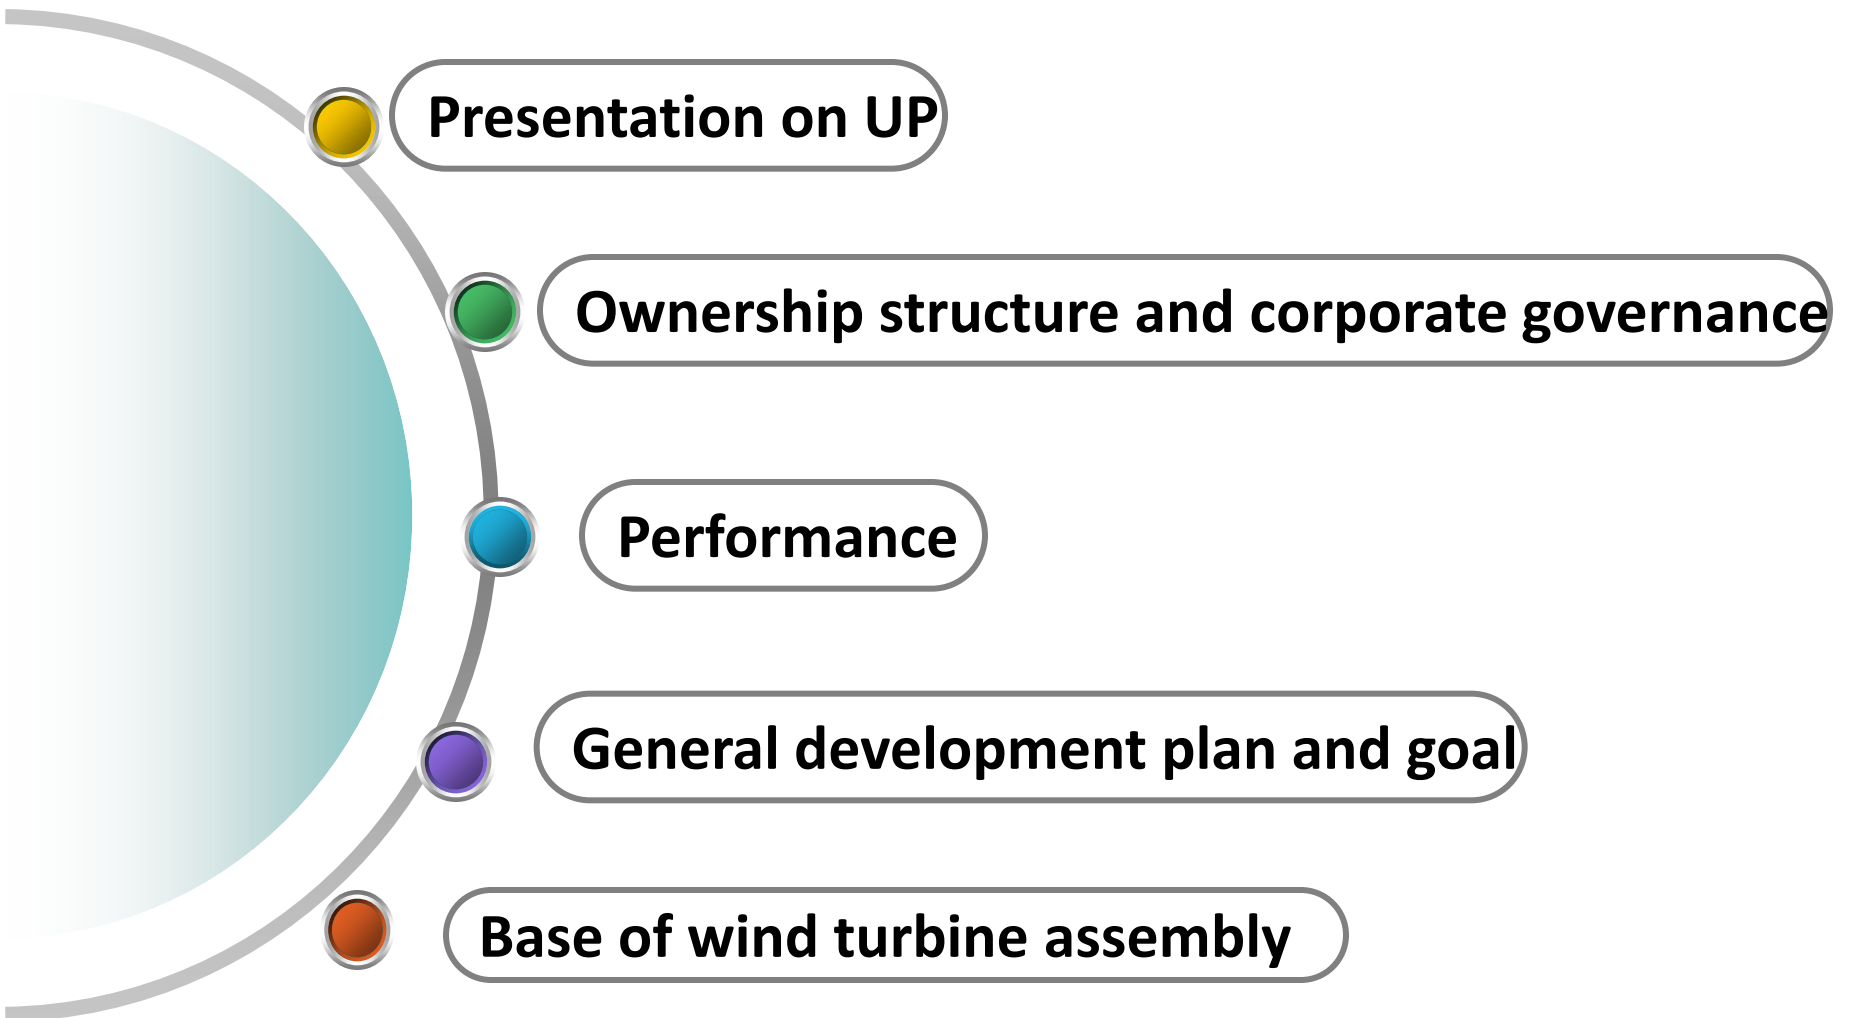 Presentation on UP
Ownership structure and corporate governance
Performance
General development plan and goal
Base of wind turbine assembly